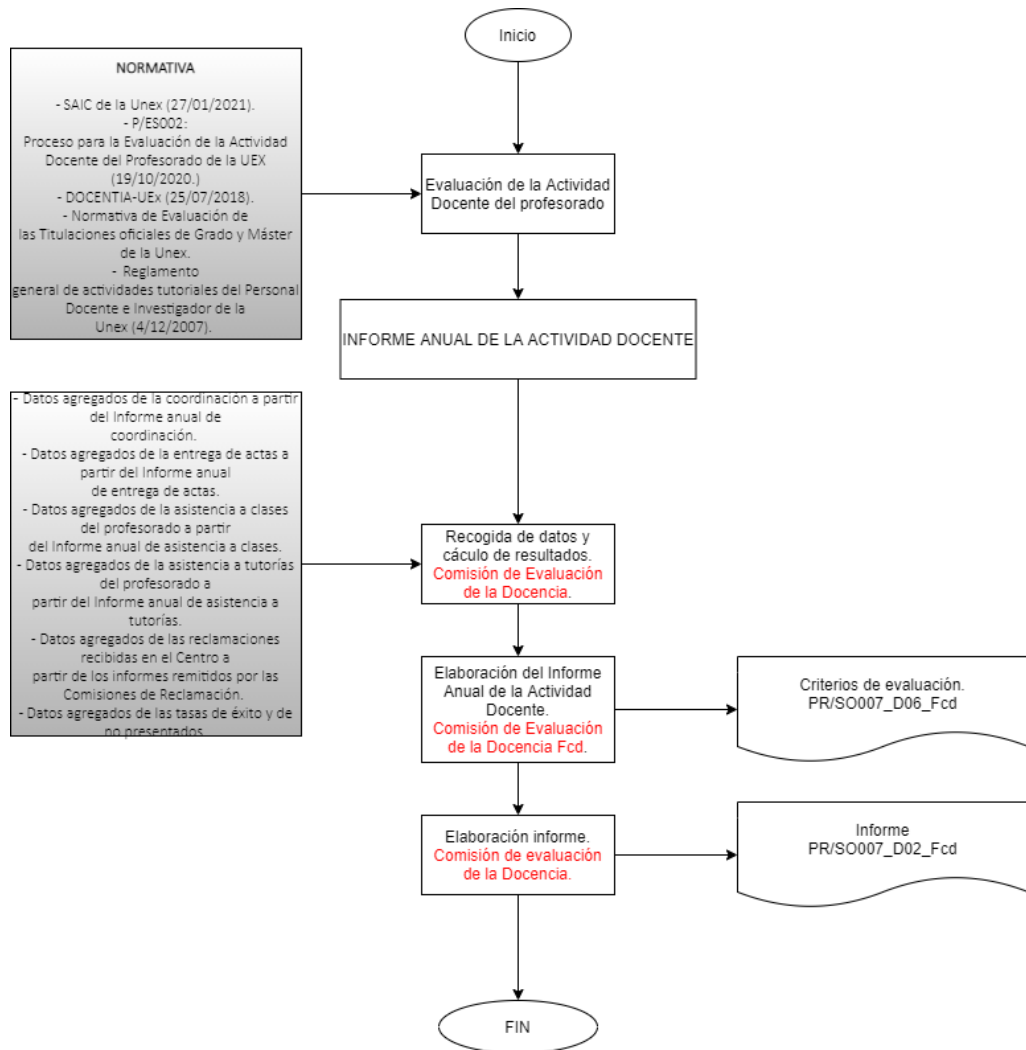 Inicio
NORMATIVA
- SAIC de la Unex (27/01/2021).
- P/ES002:
Proceso para la Evaluación de la Actividad
Docente del Profesorado de la UEX
(19/10/2020.)
- DOCENTIA-UEx (25/07/2018).
- Normativa de Evaluación de
las Titulaciones oficiales de Grado y Máster
de la Unex.
- Reglamento
general de actividades tutoriales del Personal
Docente e Investigador de la
Unex (4/12/2007).
Evaluación de la Actividad
Docente del profesorado
INFORME ANUAL DE LA ACTIVIDAD DOCENTE
- Datos agregados de la coordinación a partir
del Informe anual de
coordinación.
- Datos agregados de la entrega de actas a
partir del Informe anual
de entrega de actas.
- Datos agregados de la asistencia a clases
del profesorado a partir
del Informe anual de asistencia a clases.
- Datos agregados de la asistencia a tutorías
del profesorado a
partir del Informe anual de asistencia a
tutorías.
- Datos agregados de las reclamaciones
recibidas en el Centro a
partir de los informes remitidos por las
Comisiones de Reclamación.
- Datos agregados de las tasas de éxito y de
no presentados
Recogida de datos y
cáculo de resultados.
Comisión de Evaluación
de la Docencia.
Elaboración del Informe
Anual de la Actividad
Docente.
Comisión de Evaluación
de la Docencia Fcd.
Criterios de evaluación.
PR/SO007_D06_Fcd
Elaboración informe.
Comisión de evaluación
de la Docencia.
Informe
PR/SO007_D02_Fcd
FIN